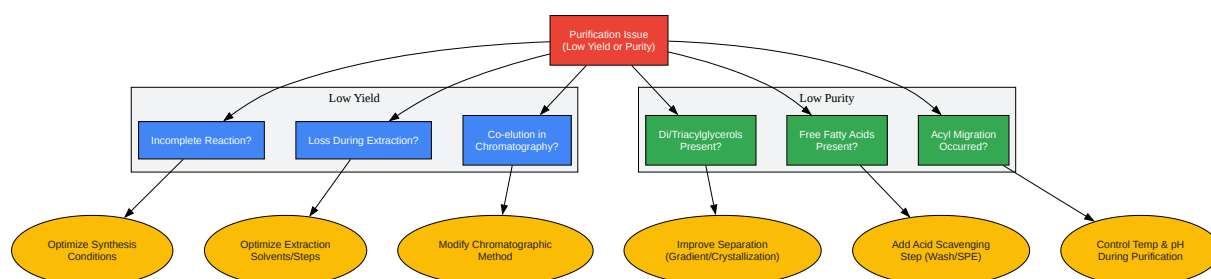 Purification Issue
(Low Yield or Purity)
Low Yield
Low Purity
Incomplete Reaction?
Loss During Extraction?
Co-elution in
Chromatography?
Di/Triacylglycerols
Present?
Free Fatty Acids
Present?
Acyl Migration
Occurred?
Optimize Synthesis
Conditions
Optimize Extraction
Solvents/Steps
Modify Chromatographic
Method
Improve Separation
(Gradient/Crystallization)
Add Acid Scavenging
Step (Wash/SPE)
Control Temp & pH
During Purification